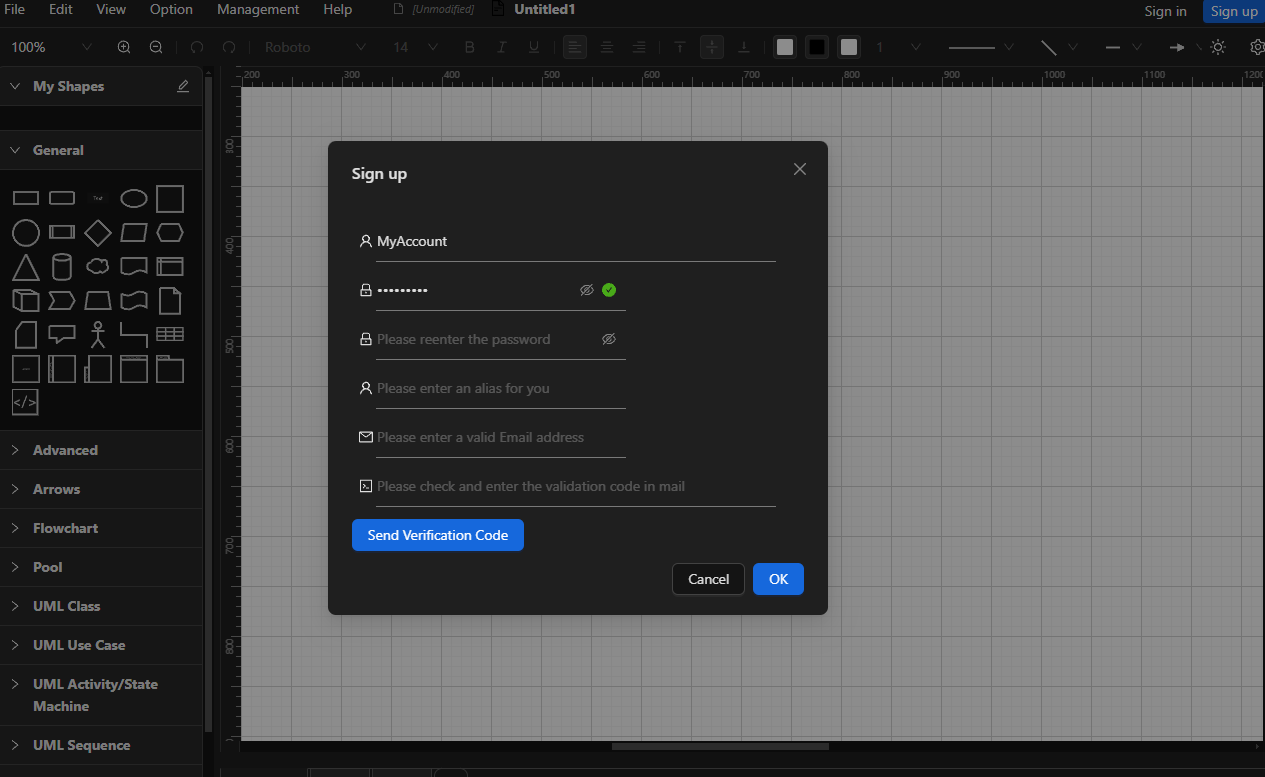 File Edit View Option Management Help [Unmodified] Untitled1 Sign in Sign up
100% Roboto 14 B I U 1
200 300 400 500 600 700 800 900 1000 1100 1200
My Shapes
General
Text
300
400
500
600
700
800
</>
Advanced
Arrows
Flowchart
Pool
UML Class
UML Use Case
UML Activity/State
Machine
UML Sequence
Sign up
MyAccount
•••••••••
Please reenter the password
Please enter an alias for you
Please enter a valid Email address
Please check and enter the validation code in mail
Send Verification Code
Cancel OK